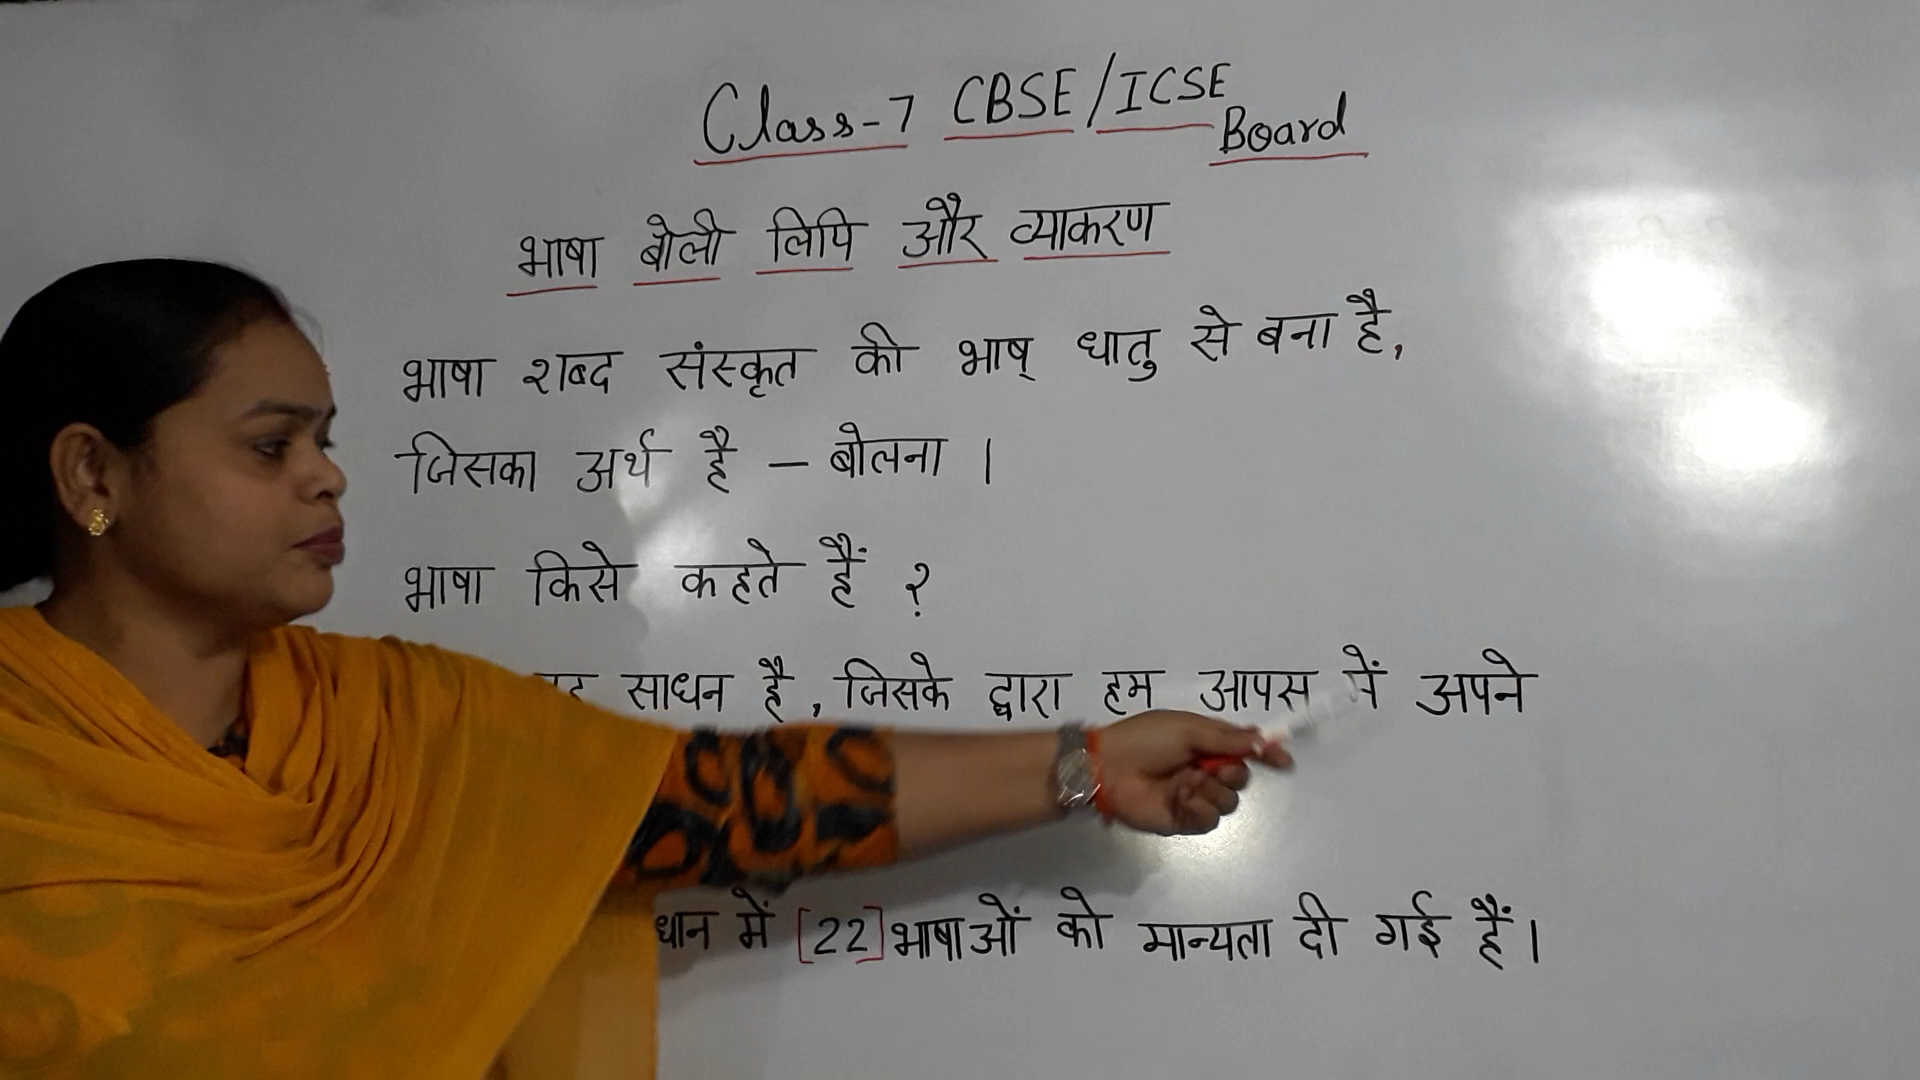 Class-7 CBSE/ICSE Board
भाषा बोली लिपि और व्याकरण
भाषा शब्द संस्कृत की भाष् धातु से बना है,
जिसका अर्थ है – बोलना ।
भाषा किसे कहते हैं ?
साधन है, जिसके द्वारा हम आपस में अपने
में [22] भाषाओं को मान्यता दी गई हैं।